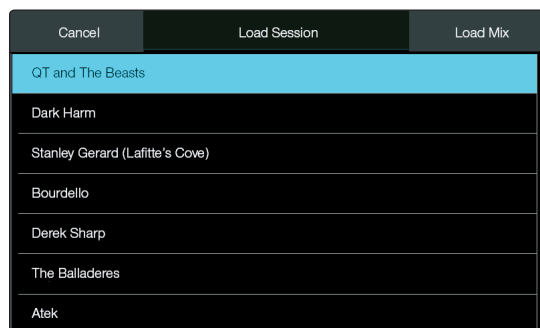 Cancel Load Session Load Mix
QT and The Beasts
Dark Harm
Stanley Gerard (Lafitte's Cove)
Bourdello
Derek Sharp
The Balladeres
Atek